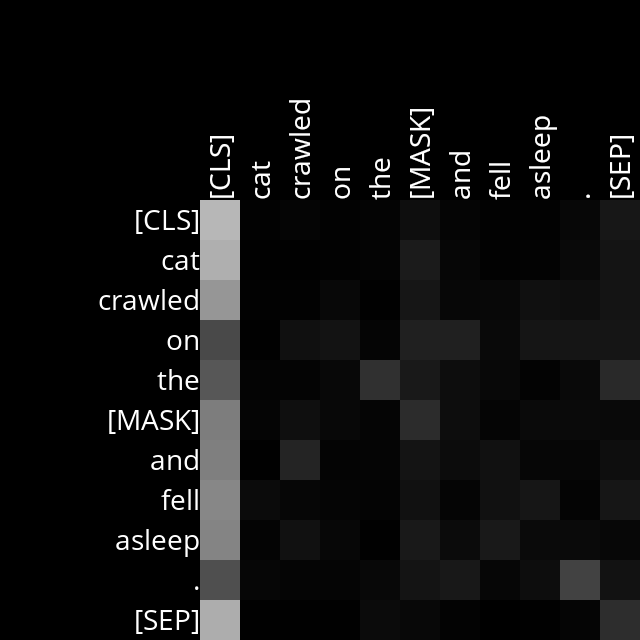 [CLS] cat crawled on the [MASK] and fell asleep . [SEP]
[CLS]
cat
crawled
on
the
[MASK]
and
fell
asleep
.
[SEP]